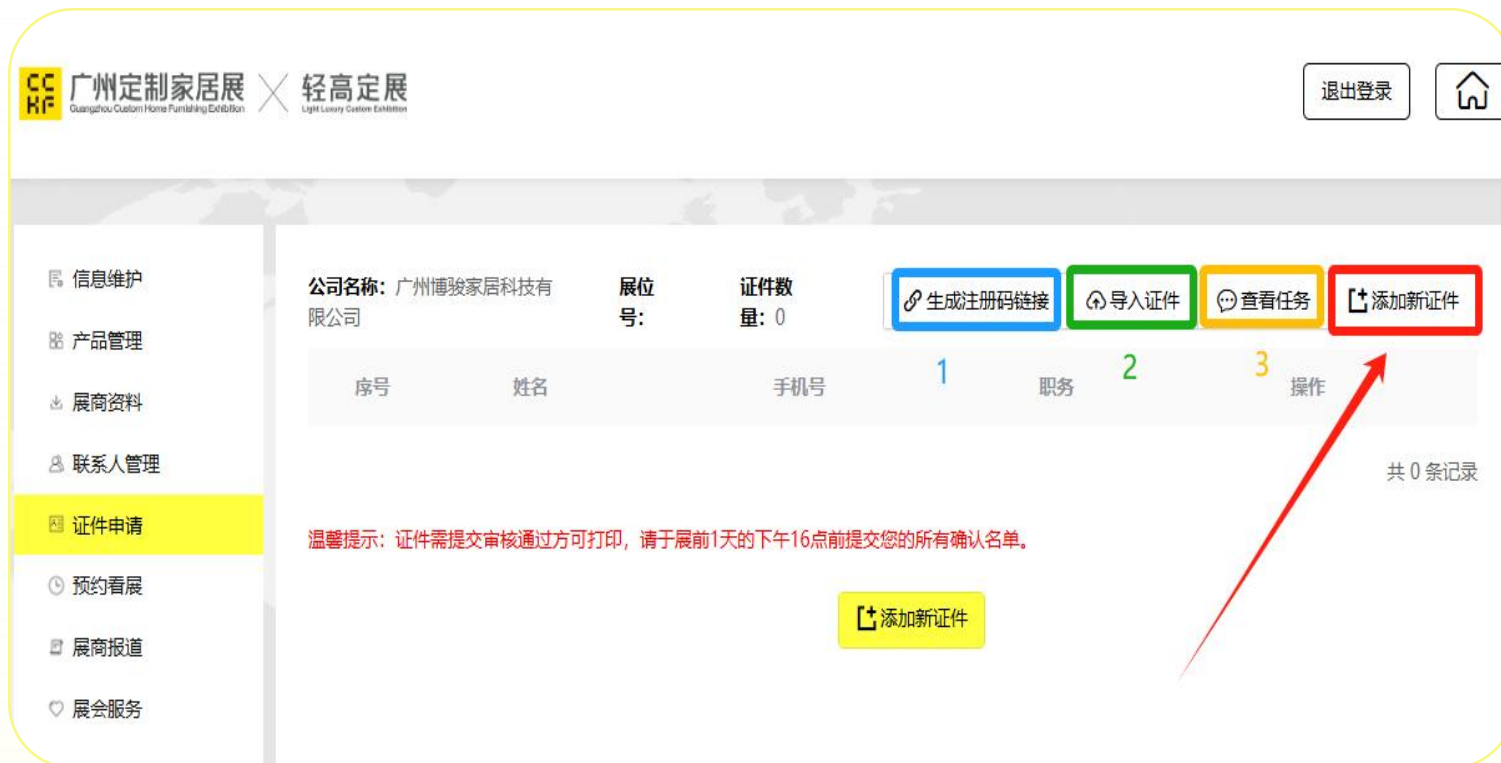 CC
KF
广州定制家居展
Guangzhou Custom Home Furnishing Exhibition
轻高定展
Light Luxury Custom Exhibition
退出登录
信息维护
产品管理
展商资料
联系人管理
证件申请
预约看展
展商报道
展会服务
公司名称：广州博骏家居科技有
限公司
展位
号：
证件数
量：0
生成注册码链接
导入证件
查看任务
添加新证件
1
2
3
序号 姓名 手机号 职务 操作
共 0 条记录
温馨提示：证件需提交审核通过方可打印，请于展前1天的下午16点前提交您的所有确认名单。
添加新证件